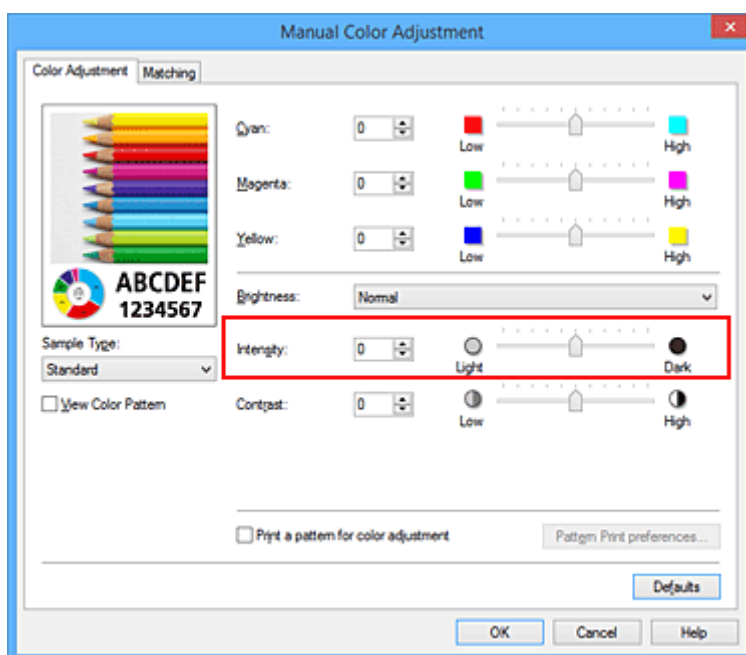 Manual Color Adjustment
Color Adjustment Matching
Cyan: 0 Low High
Magenta: 0 Low High
Yellow: 0 Low High
ABCDEF
1234567
Brightness: Normal
Sample Type:
Standard
Intensity: 0 Light Dark
View Color Pattern
Contrast: 0 Low High
Print a pattern for color adjustment Pattern Print preferences...
Defaults
OK Cancel Help